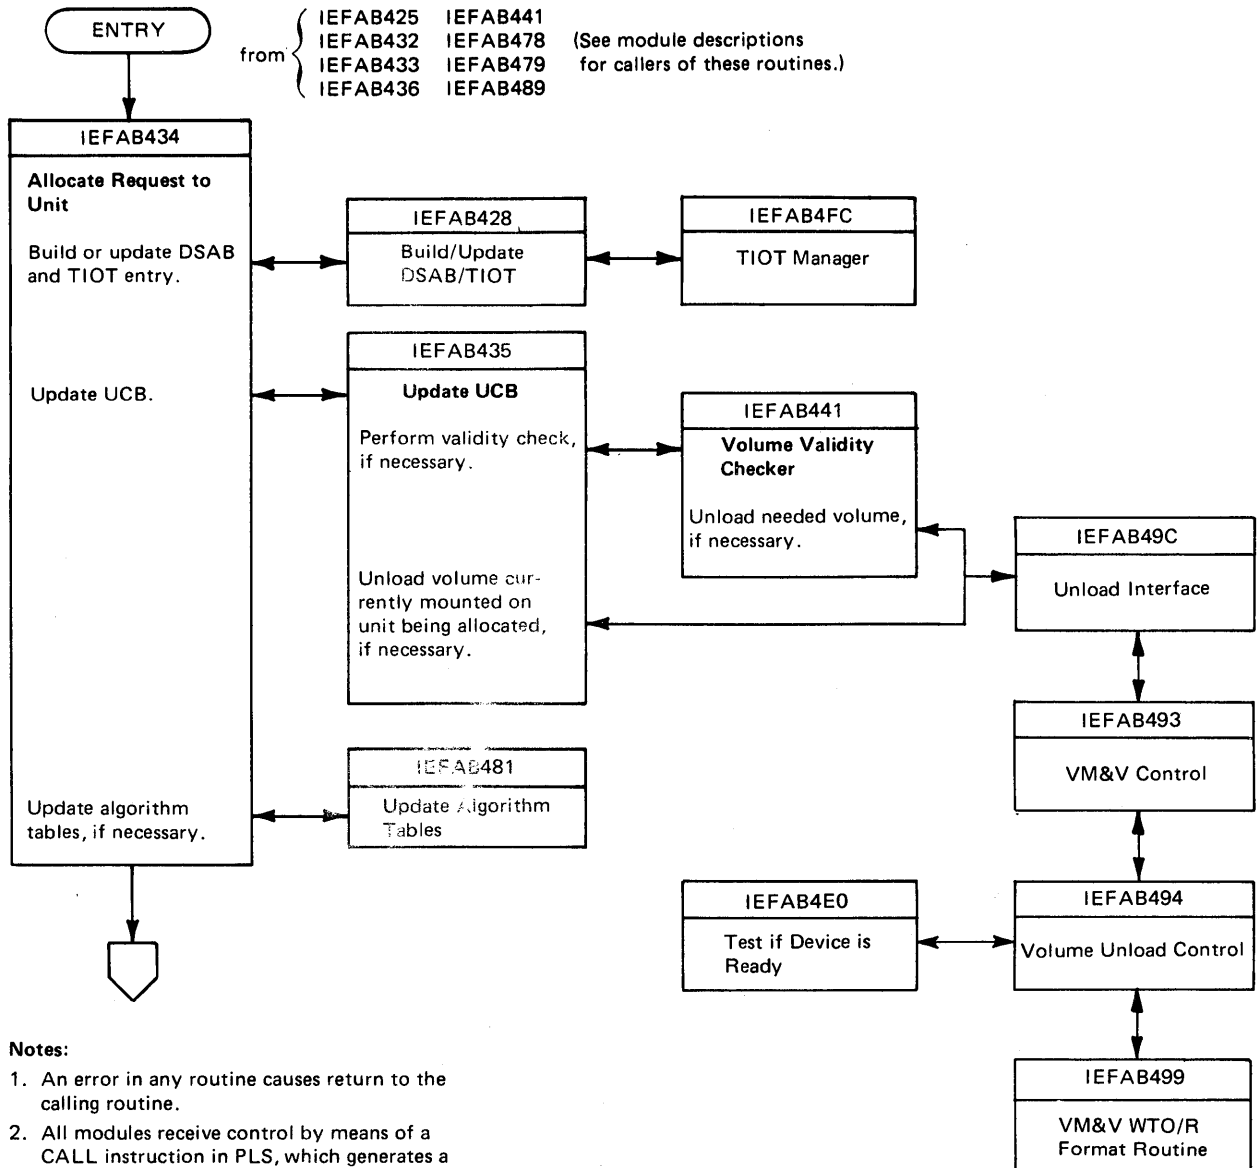 ENTRY
from
IEFAB425 IEFAB441
IEFAB432 IEFAB478
IEFAB433 IEFAB479
IEFAB436 IEFAB489
(See module descriptions
for callers of these routines.)
IEFAB434
Allocate Request to
Unit
Build or update DSAB
and TIOT entry.
Update UCB.
Update algorithm
tables, if necessary.
IEFAB428
Build/Update
DSAB/TIOT
IEFAB4FC
TIOT Manager
IEFAB435
Update UCB
Perform validity check,
if necessary.
Unload volume cur-
rently mounted on
unit being allocated,
if necessary.
IEFAB441
Volume Validity
Checker
Unload needed volume,
if necessary.
IEFAB49C
Unload Interface
IEFAB493
VM&V Control
IEFAB481
Update Algorithm
Tables
IEFAB4E0
Test if Device is
Ready
IEFAB494
Volume Unload Control
IEFAB499
VM&V WTO/R
Format Routine
Notes:
1. An error in any routine causes return to the
calling routine.
2. All modules receive control by means of a
CALL instruction in PLS, which generates a